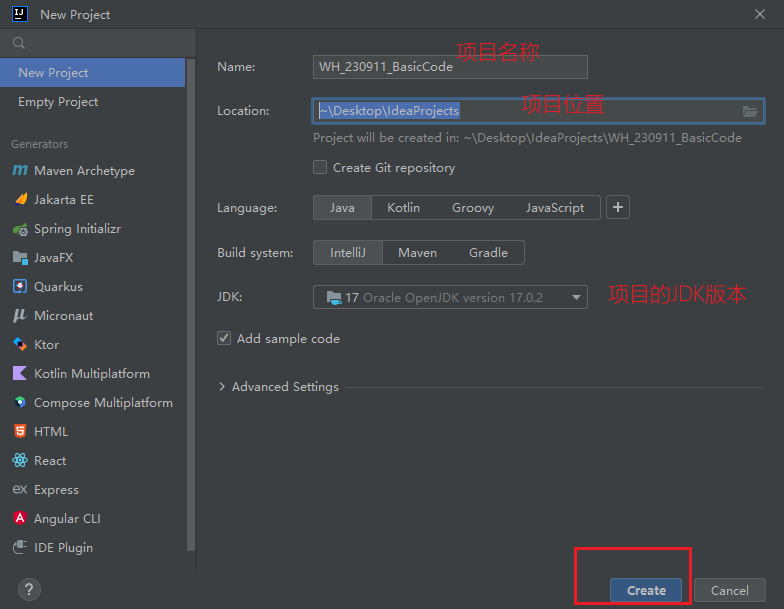 New Project
New Project
Empty Project
Generators
Maven Archetype
Jakarta EE
Spring Initializr
JavaFX
Quarkus
Micronaut
Ktor
Kotlin Multiplatform
Compose Multiplatform
HTML
React
Express
Angular CLI
IDE Plugin
Name: WH_230911_BasicCode 项目名称
Location: ~\Desktop\IdeaProjects 项目位置
Project will be created in: ~\Desktop\IdeaProjects\WH_230911_BasicCode
Create Git repository
Language: Java Kotlin Groovy JavaScript +
Build system: IntelliJ Maven Gradle
JDK: 17 Oracle OpenJDK version 17.0.2 项目的JDK版本
Add sample code
Advanced Settings
? Create Cancel